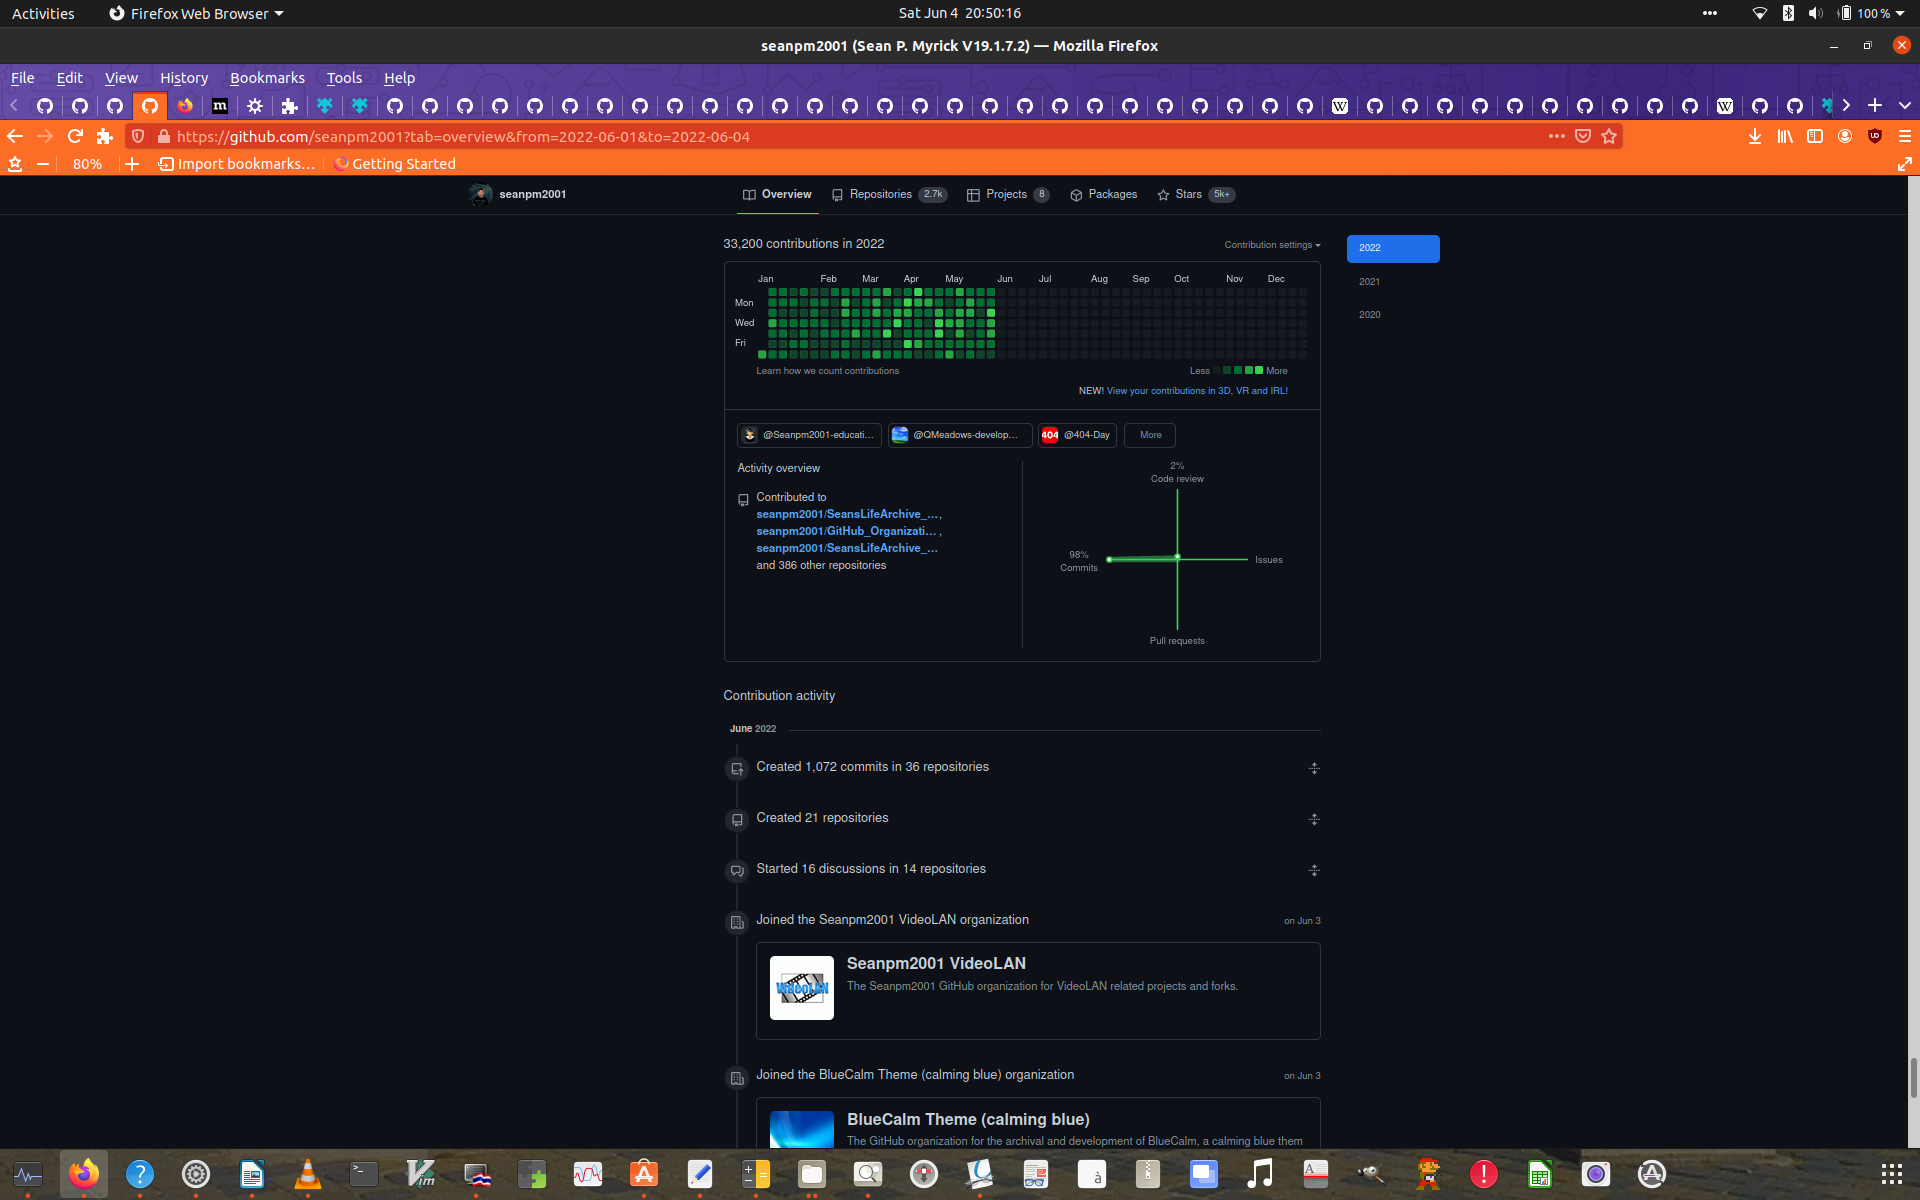 Activities
Firefox Web Browser
Sat Jun 4 20:50:16
100 %
seanpm2001 (Sean P. Myrick V19.1.7.2) — Mozilla Firefox
File Edit View History Bookmarks Tools Help
https://github.com/seanpm2001?tab=overview&from=2022-06-01&to=2022-06-04
80%
Import bookmarks...
Getting Started
seanpm2001
Overview
Repositories 2.7k
Projects 8
Packages
Stars 5k+
33,200 contributions in 2022
Contribution settings
2022
2021
2020
Jan Feb Mar Apr May Jun Jul Aug Sep Oct Nov Dec
Mon
Wed
Fri
Learn how we count contributions
Less More
NEW! View your contributions in 3D, VR and IRL!
@Seanpm2001-educati...
@QMeadows-develop...
404 @404-Day
More
Activity overview
Contributed to
seanpm2001/SeansLifeArchive_...,
seanpm2001/GitHub_Organizati... ,
seanpm2001/SeansLifeArchive_...
and 386 other repositories
2%
Code review
98%
Commits
Issues
Pull requests
Contribution activity
June 2022
Created 1,072 commits in 36 repositories
Created 21 repositories
Started 16 discussions in 14 repositories
Joined the Seanpm2001 VideoLAN organization
on Jun 3
VideoLAN
Seanpm2001 VideoLAN
The Seanpm2001 GitHub organization for VideoLAN related projects and forks.
Joined the BlueCalm Theme (calming blue) organization
on Jun 3
BlueCalm Theme (calming blue)
The GitHub organization for the archival and development of BlueCalm, a calming blue them